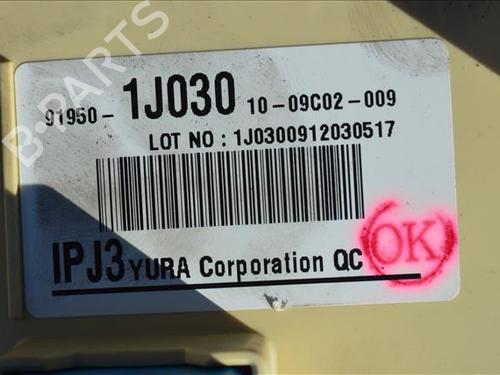 B-PARTS
91950-1J030 10-09C02-009
LOT NO : 1J0300912030517
IPJ3 YURA Corporation QC
OK